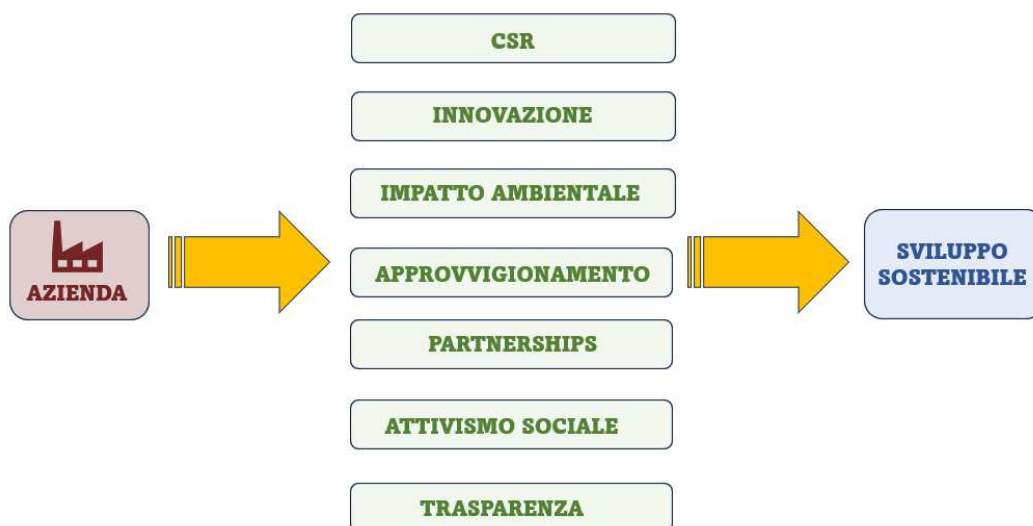 CSR
INNOVAZIONE
IMPATTO AMBIENTALE
AZIENDA
APPROVVIGIONAMENTO
SVILUPPO
SOSTENIBILE
PARTNERSHIPS
ATTIVISMO SOCIALE
TRASPARENZA